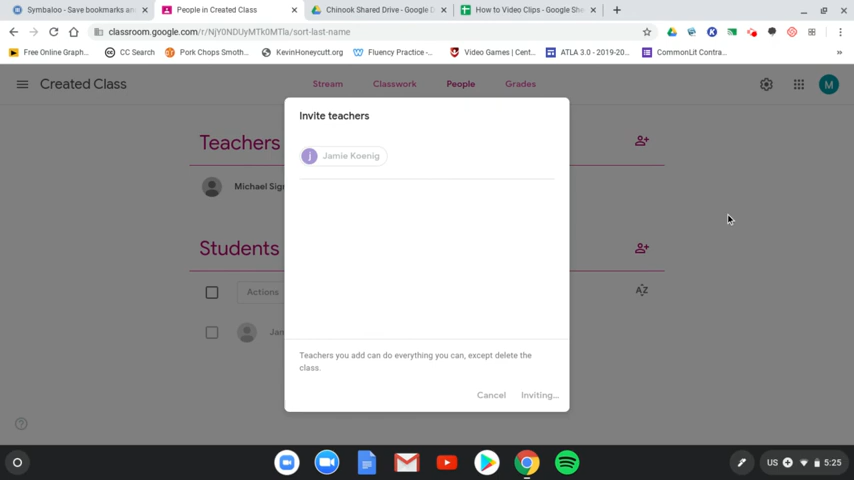 Symbaloo - Save bookmarks an
People in Created Class
Chinook Shared Drive - Google D
How to Video Clips - Google She
classroom.google.com/r/NjY0NDUyMTk0MTla/sort-last-name
Free Online Graph...
CC Search
Pork Chops Smoth...
KevinHoneycutt.org
Fluency Practice -...
Video Games | Cent...
ATLA 3.0 - 2019-20...
CommonLit Contra...
»
Created Class
Stream
Classwork
People
Grades
M
Invite teachers
j Jamie Koenig
Teachers
Michael Sig
Students
Actions
AZ
Jam
Teachers you add can do everything you can, except delete the
class.
Cancel
Inviting...
US
5:25